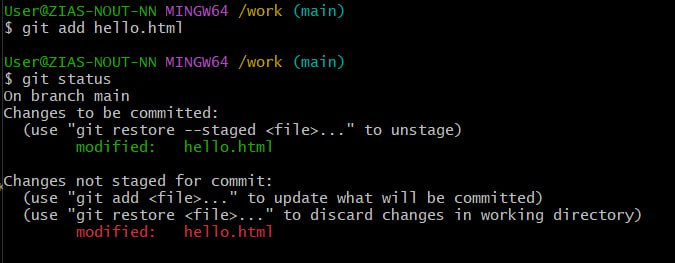 User@ZIAS-NOUT-NN MINGW64 /work (main)
$ git add hello.html
User@ZIAS-NOUT-NN MINGW64 /work (main)
$ git status
On branch main
Changes to be committed:
  (use "git restore --staged <file>..." to unstage)
        modified:   hello.html
Changes not staged for commit:
  (use "git add <file>..." to update what will be committed)
  (use "git restore <file>..." to discard changes in working directory)
        modified:   hello.html